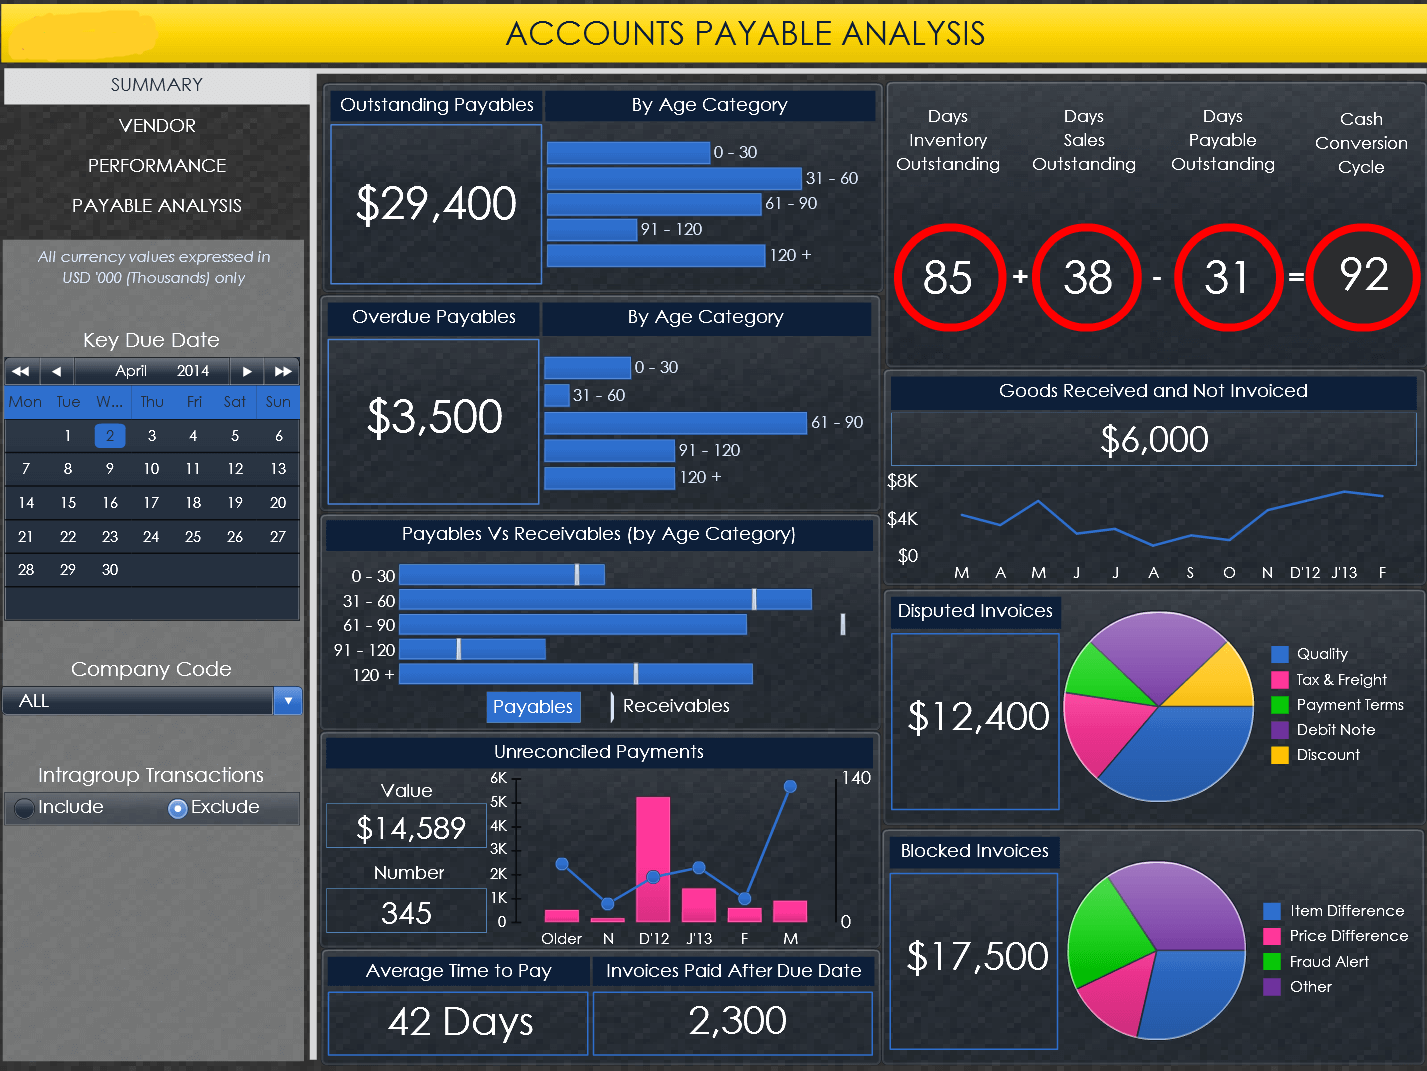 ACCOUNTS PAYABLE ANALYSIS
SUMMARY
VENDOR
PERFORMANCE
PAYABLE ANALYSIS
All currency values expressed in
USD '000 (Thousands) only
Key Due Date
April 2014
Mon Tue W... Thu Fri Sat Sun
1 2 3 4 5 6
7 8 9 10 11 12 13
14 15 16 17 18 19 20
21 22 23 24 25 26 27
28 29 30
Company Code
ALL
Intragroup Transactions
Include Exclude
Outstanding Payables By Age Category
$29,400
0 - 30
31 - 60
61 - 90
91 - 120
120 +
Overdue Payables By Age Category
$3,500
0 - 30
31 - 60
61 - 90
91 - 120
120 +
Payables Vs Receivables (by Age Category)
0 - 30
31 - 60
61 - 90
91 - 120
120 +
Payables Receivables
Unreconciled Payments
Value
$14,589
Number
345
6K
5K
4K
3K
2K
1K
0
140
0
Older N D'12 J'13 F M
Average Time to Pay
42 Days
Invoices Paid After Due Date
2,300
Days
Inventory
Outstanding
Days
Sales
Outstanding
Days
Payable
Outstanding
Cash
Conversion
Cycle
85 + 38 - 31 = 92
Goods Received and Not Invoiced
$6,000
$8K
$4K
$0
M A M J J A S O N D'12 J'13 F
Disputed Invoices
$12,400
Quality
Tax & Freight
Payment Terms
Debit Note
Discount
Blocked Invoices
$17,500
Item Difference
Price Difference
Fraud Alert
Other